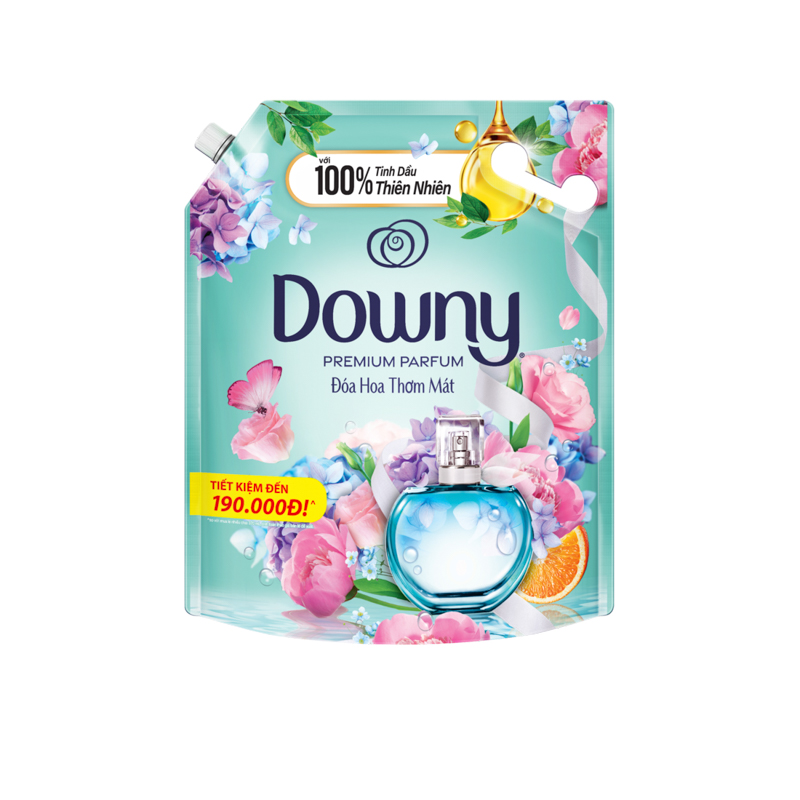 với
100% Tinh Dầu
Thiên Nhiên
Downy®
PREMIUM PARFUM
Đóa Hoa Thơm Mát
TIẾT KIỆM ĐẾN
190.000Đ!^